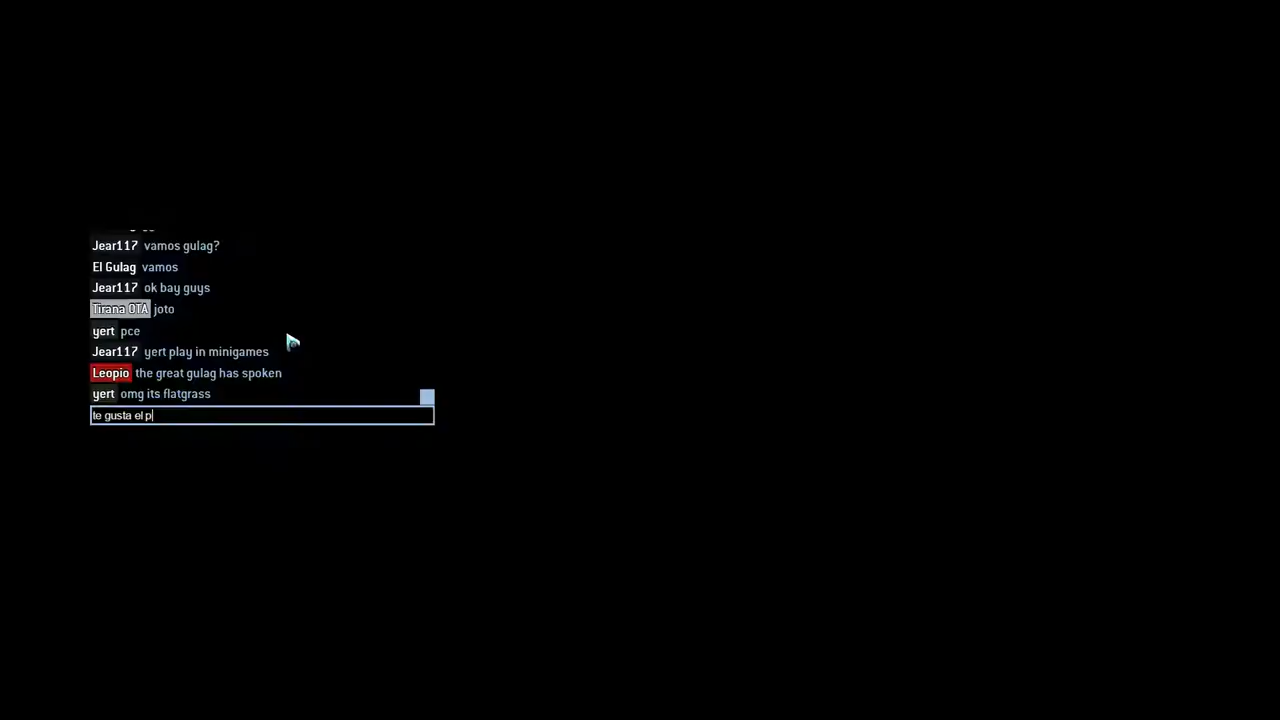 Jear117 vamos gulag?
El Gulag vamos
Jear117 ok bay guys
Tirana OTA joto
yert pce
Jear117 yert play in minigames
Leopio the great gulag has spoken
yert omg its flatgrass
te gusta el p